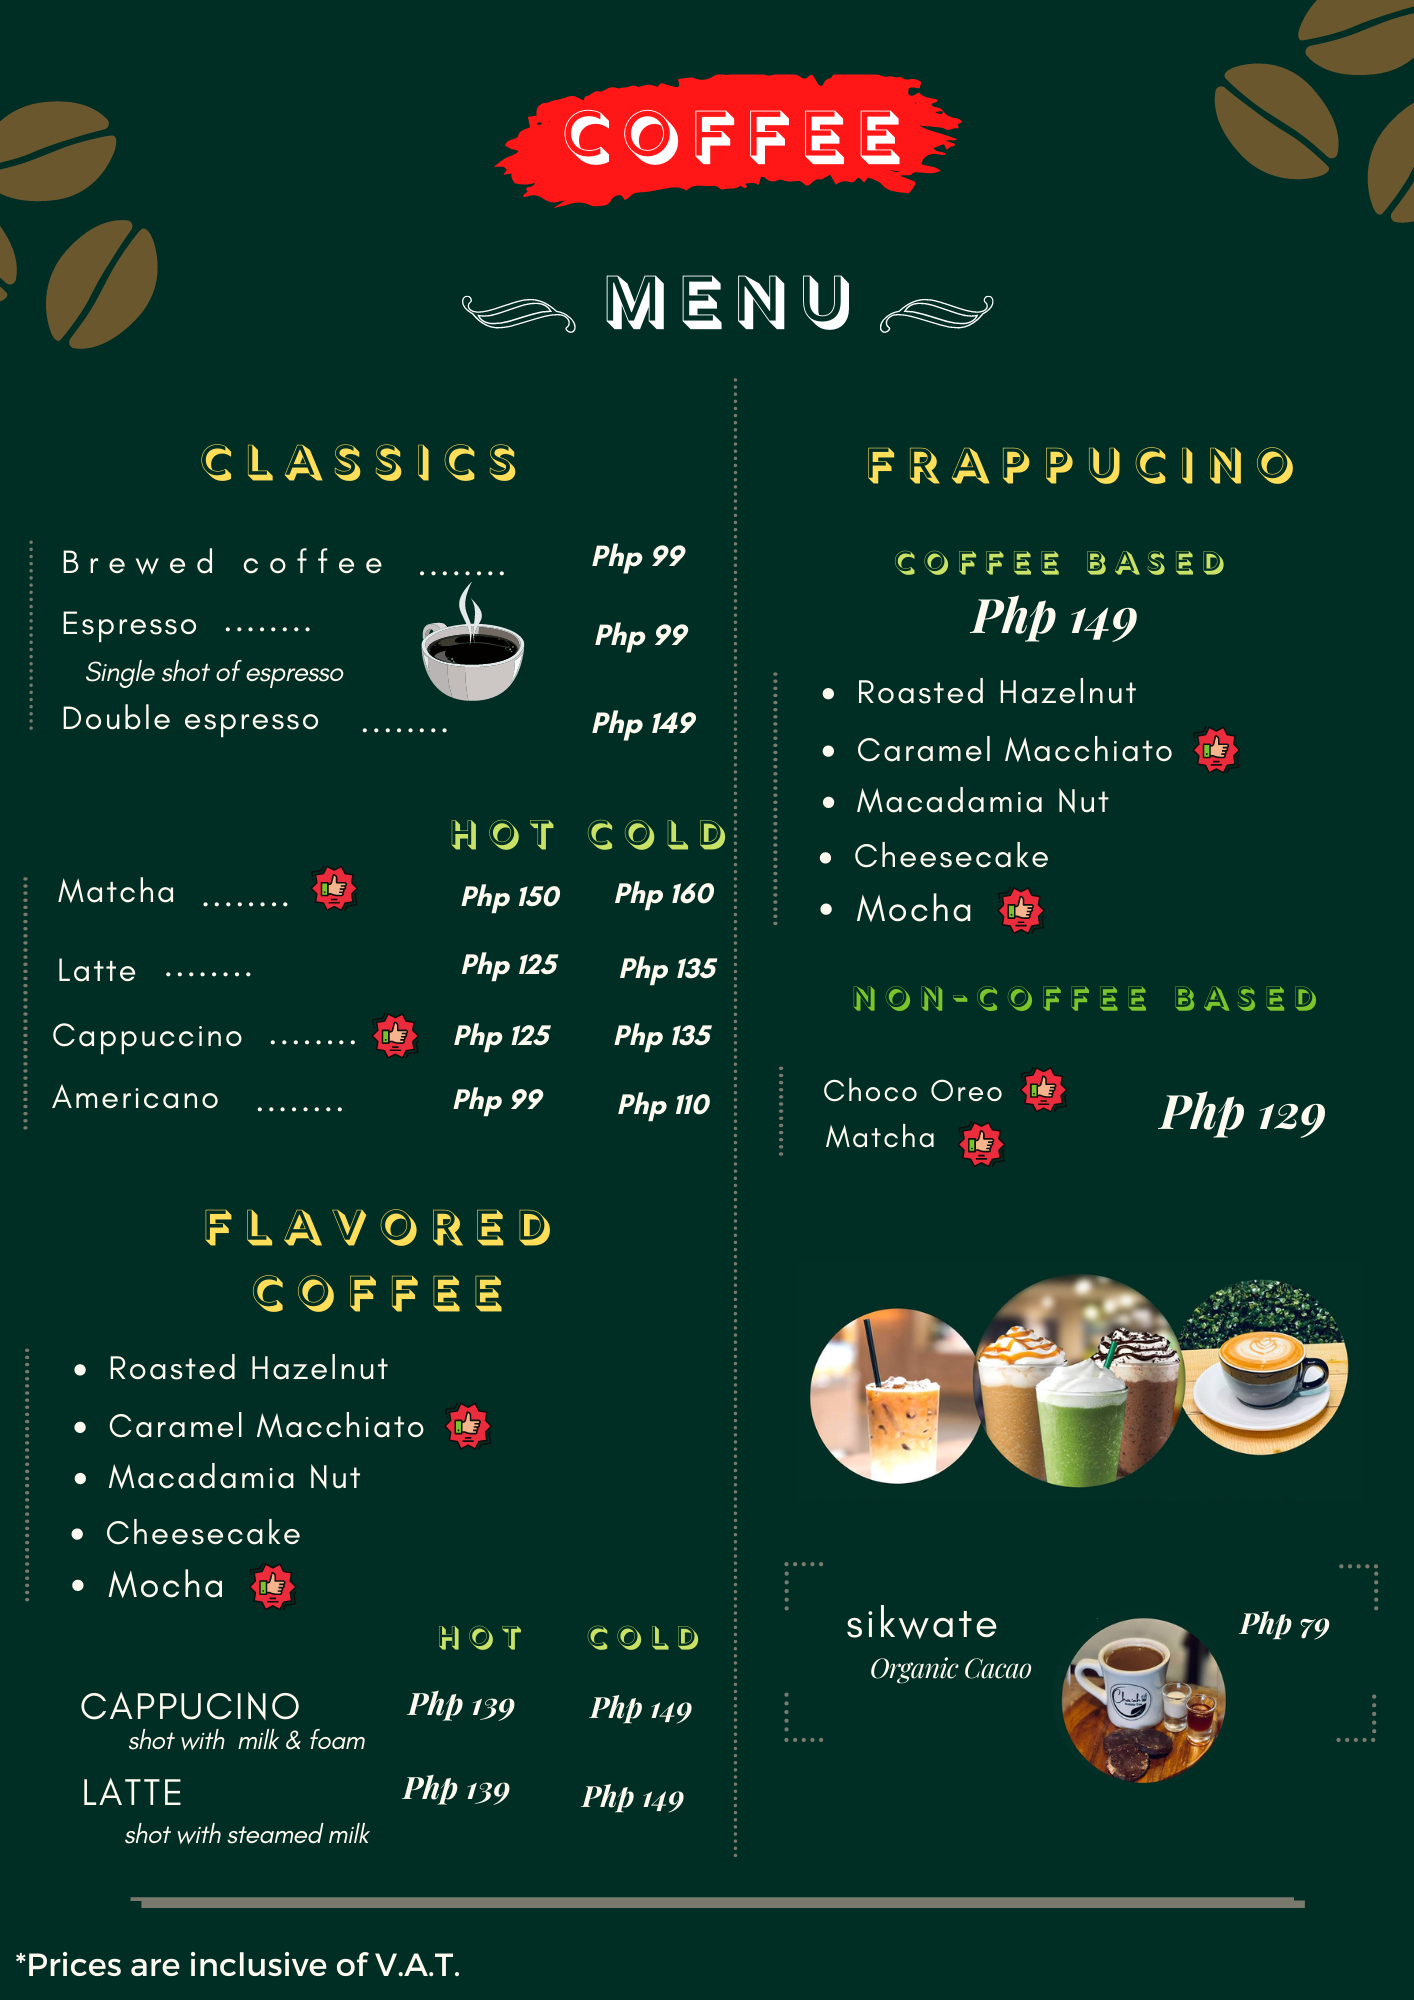 COFFEE
MENU
CLASSICS
Brewed coffee ........ Php 99
Espresso ........ Php 99
Single shot of espresso
Double espresso ........ Php 149
HOT COLD
Matcha ........ Php 150 Php 160
Latte ........ Php 125 Php 135
Cappuccino ........ Php 125 Php 135
Americano ........ Php 99 Php 110
FLAVORED
COFFEE
• Roasted Hazelnut
• Caramel Macchiato
• Macadamia Nut
• Cheesecake
• Mocha
HOT COLD
CAPPUCINO Php 139 Php 149
shot with milk & foam
LATTE Php 139 Php 149
shot with steamed milk
FRAPPUCINO
COFFEE BASED
Php 149
• Roasted Hazelnut
• Caramel Macchiato
• Macadamia Nut
• Cheesecake
• Mocha
NON-COFFEE BASED
Choco Oreo
Matcha
Php 129
sikwate Php 79
Organic Cacao
*Prices are inclusive of V.A.T.